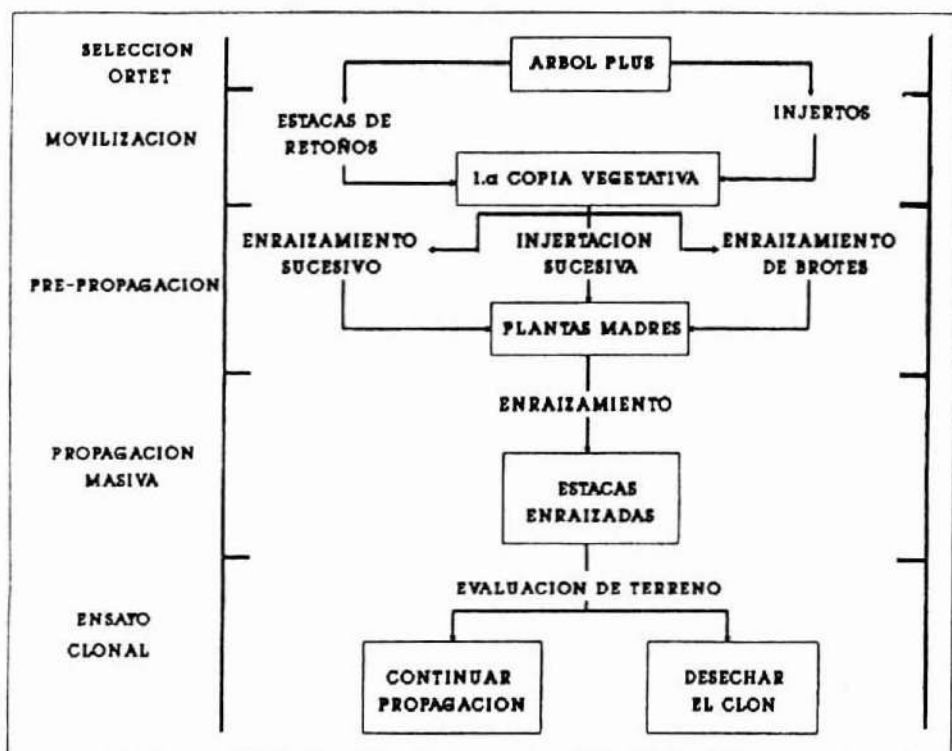 SELECCION
ORTET
ARBOL PLUS
MOVILIZACION
ESTACAS DE
RETOÑOS
INJERTOS
1.a COPIA VEGETATIVA
PRE-PROPAGACION
ENRAIZAMIENTO
SUCESIVO
INJERTACION
SUCESIVA
ENRAIZAMIENTO
DE BROTES
PLANTAS MADRES
PROPAGACION
MASIVA
ENRAIZAMIENTO
ESTACAS
ENRAIZADAS
ENSAYO
CLONAL
EVALUACION DE TERRENO
CONTINUAR
PROPAGACION
DESECHAR
EL CLON